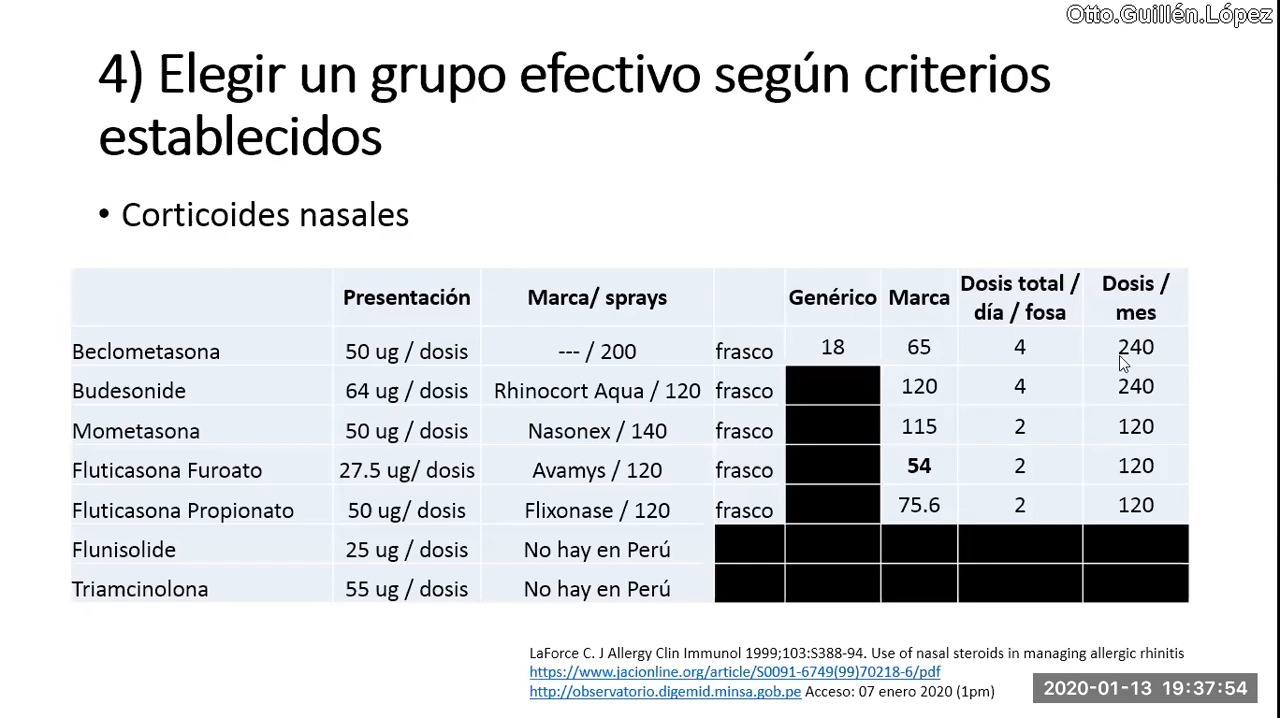 Otto.Guillén.López
4) Elegir un grupo efectivo según criterios
establecidos
• Corticoides nasales
Presentación Marca/ sprays Genérico Marca Dosis total / día / fosa Dosis / mes
Beclometasona 50 ug / dosis --- / 200 frasco 18 65 4 240
Budesonide 64 ug / dosis Rhinocort Aqua / 120 frasco 120 4 240
Mometasona 50 ug / dosis Nasonex / 140 frasco 115 2 120
Fluticasona Furoato 27.5 ug/ dosis Avamys / 120 frasco 54 2 120
Fluticasona Propionato 50 ug/ dosis Flixonase / 120 frasco 75.6 2 120
Flunisolide 25 ug / dosis No hay en Perú
Triamcinolona 55 ug / dosis No hay en Perú
LaForce C. J Allergy Clin Immunol 1999;103:S388-94. Use of nasal steroids in managing allergic rhinitis
https://www.jacionline.org/article/S0091-6749(99)70218-6/pdf
http://observatorio.digemid.minsa.gob.pe Acceso: 07 enero 2020 (1pm)
2020-01-13 19:37:54